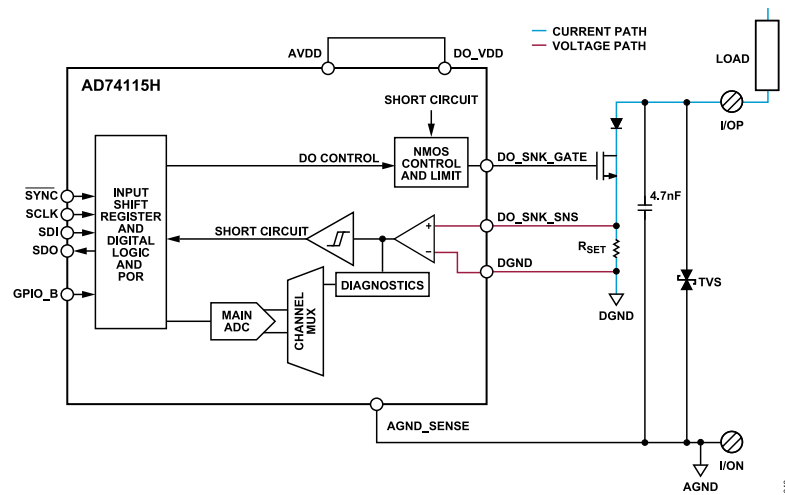 CURRENT PATH
VOLTAGE PATH
LOAD
AVDD
DO_VDD
AD74115H
SHORT CIRCUIT
I/OP
DO CONTROL
NMOS
CONTROL
AND LIMIT
DO_SNK_GATE
SYNC
SCLK
SDI
SDO
GPIO_B
INPUT
SHIFT
REGISTER
AND
DIGITAL
LOGIC
AND
POR
4.7nF
SHORT CIRCUIT
+
−
DO_SNK_SNS
RSET
DGND
DIAGNOSTICS
TVS
DGND
MAIN
ADC
CHANNEL
MUX
AGND_SENSE
I/ON
AGND